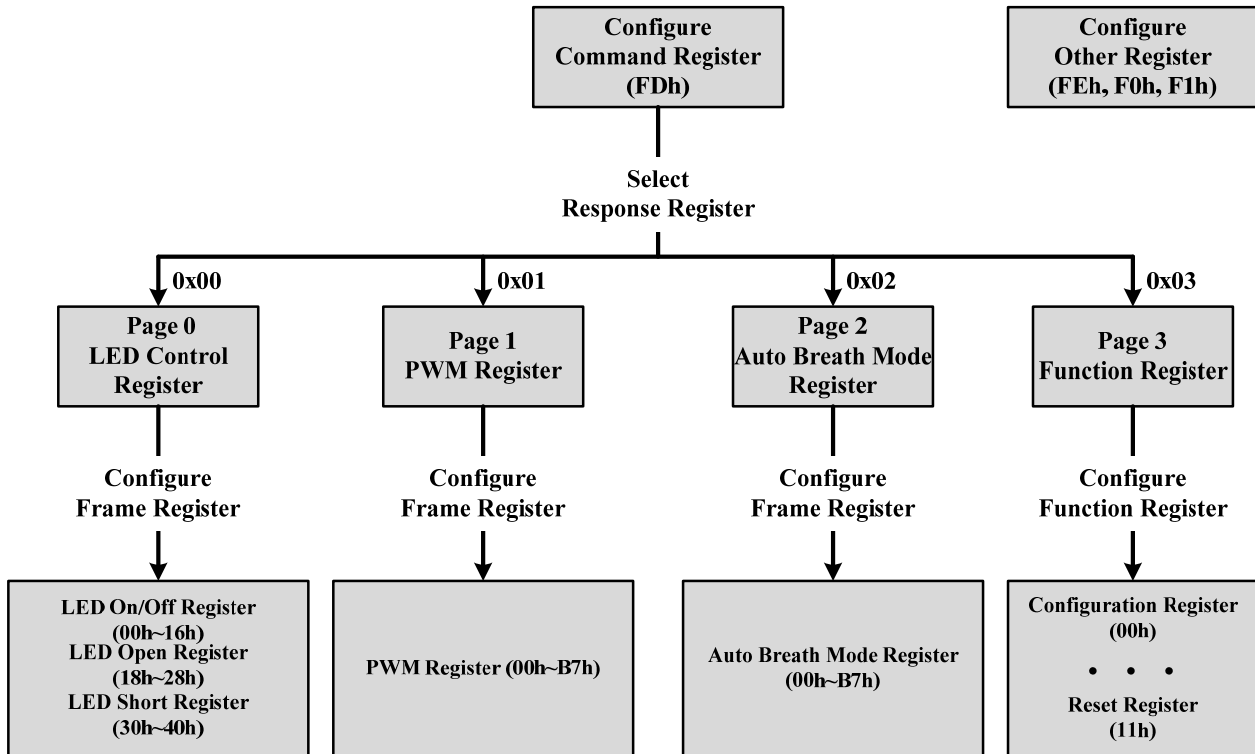 Configure
Command Register
(FDh)
Configure
Other Register
(FEh, F0h, F1h)
Select
Response Register
0x00
0x01
0x02
0x03
Page 0
LED Control
Register
Page 1
PWM Register
Page 2
Auto Breath Mode
Register
Page 3
Function Register
Configure
Frame Register
Configure
Frame Register
Configure
Frame Register
Configure
Function Register
LED On/Off Register
(00h~16h)
LED Open Register
(18h~28h)
LED Short Register
(30h~40h)
PWM Register (00h~B7h)
Auto Breath Mode Register
(00h~B7h)
Configuration Register
(00h)
• • •
Reset Register
(11h)